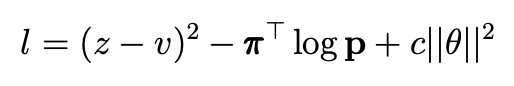 l = (z − v)² − π⊤ log p + c||θ||²